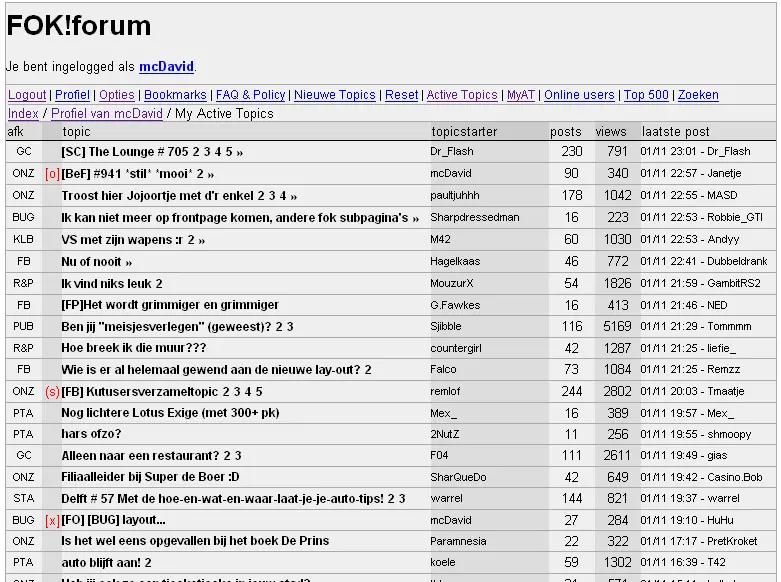 FOK!forum
Je bent ingelogged als mcDavid.
Logout | Profiel | Opties | Bookmarks | FAQ & Policy | Nieuwe Topics | Reset | Active Topics | MyAT | Online users | Top 500 | Zoeken
Index / Profiel van mcDavid / My Active Topics
afk topic topicstarter posts views laatste post
GC [SC] The Lounge # 705 2 3 4 5 » Dr_Flash 230 791 01/11 23:01 - Dr_Flash
ONZ [o] [BeF] #941 *stijl* *mooi* 2 » mcDavid 90 340 01/11 22:57 - Janetje
ONZ Troost hier Jojoortje met d'r enkel 2 3 4 » paultjuhhh 178 1042 01/11 22:55 - MASD
BUG Ik kan niet meer op frontpage komen, andere fok subpagina's » Sharpdressedman 16 223 01/11 22:53 - Robbie_GTI
KLB VS met zijn wapens :r 2 » M42 60 1030 01/11 22:53 - Andyy
FB Nu of nooit » Hagelkaas 46 772 01/11 22:41 - Dubbeldrank
R&P Ik vind niks leuk 2 MouzurX 54 1826 01/11 21:59 - GambitRS2
FB [FP]Het wordt grimmiger en grimmiger G.Fawkes 16 413 01/11 21:46 - NED
PUB Ben jij "meisjesverlegen" (geweest)? 2 3 Sjibble 116 5169 01/11 21:29 - Tommmm
R&P Hoe breek ik die muur??? countergirl 42 1287 01/11 21:25 - liefie_
FB Wie is er al helemaal gewend aan de nieuwe lay-out? 2 Falco 73 1084 01/11 21:25 - Remzz
ONZ (s) [FB] Kutusersverzameltopic 2 3 4 5 remlof 244 2802 01/11 20:03 - Tmaatje
PTA Nog lichtere Lotus Exige (met 300+ pk) Mex_ 16 389 01/11 19:57 - Mex_
PTA hars ofzo? 2NutZ 11 256 01/11 19:55 - shmoopy
GC Alleen naar een restaurant? 2 3 F04 111 2611 01/11 19:49 - gias
ONZ Filiaalleider bij Super de Boer :D SharQueDo 42 649 01/11 19:42 - Casino.Bob
STA Delft # 57 Met de hoe-en-wat-en-waar-laat-je-je-auto-tips! 2 3 warrel 144 821 01/11 19:37 - warrel
BUG [x] [FO] [BUG] layout... mcDavid 27 284 01/11 19:10 - HuHu
ONZ Is het wel eens opgevallen bij het boek De Prins Paramnesia 22 322 01/11 17:17 - PretKroket
PTA auto blijft aan! 2 koele 59 1302 01/11 16:39 - T42